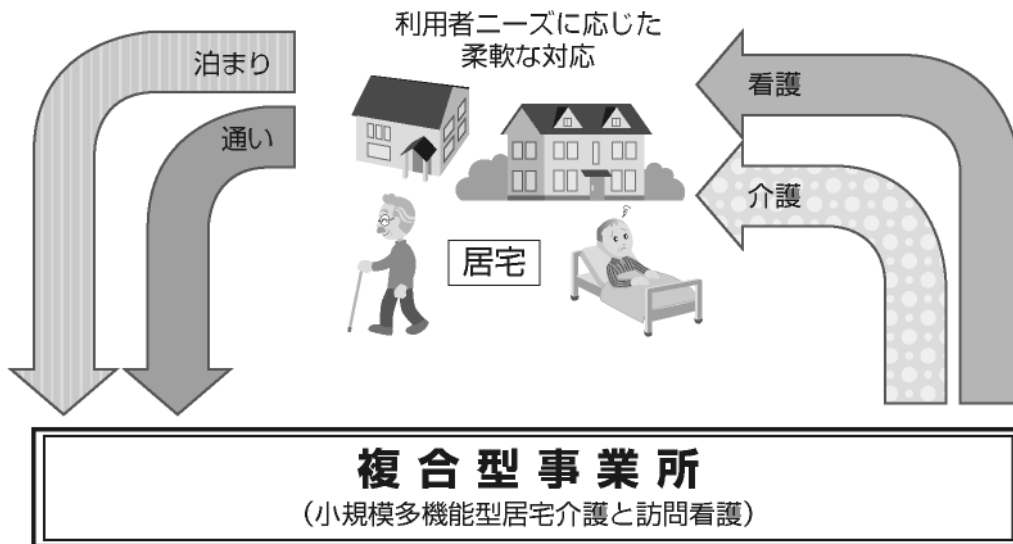 利用者ニーズに応じた
柔軟な対応
泊まり
通い
看護
介護
居宅
複合型事業所
(小規模多機能型居宅介護と訪問看護)